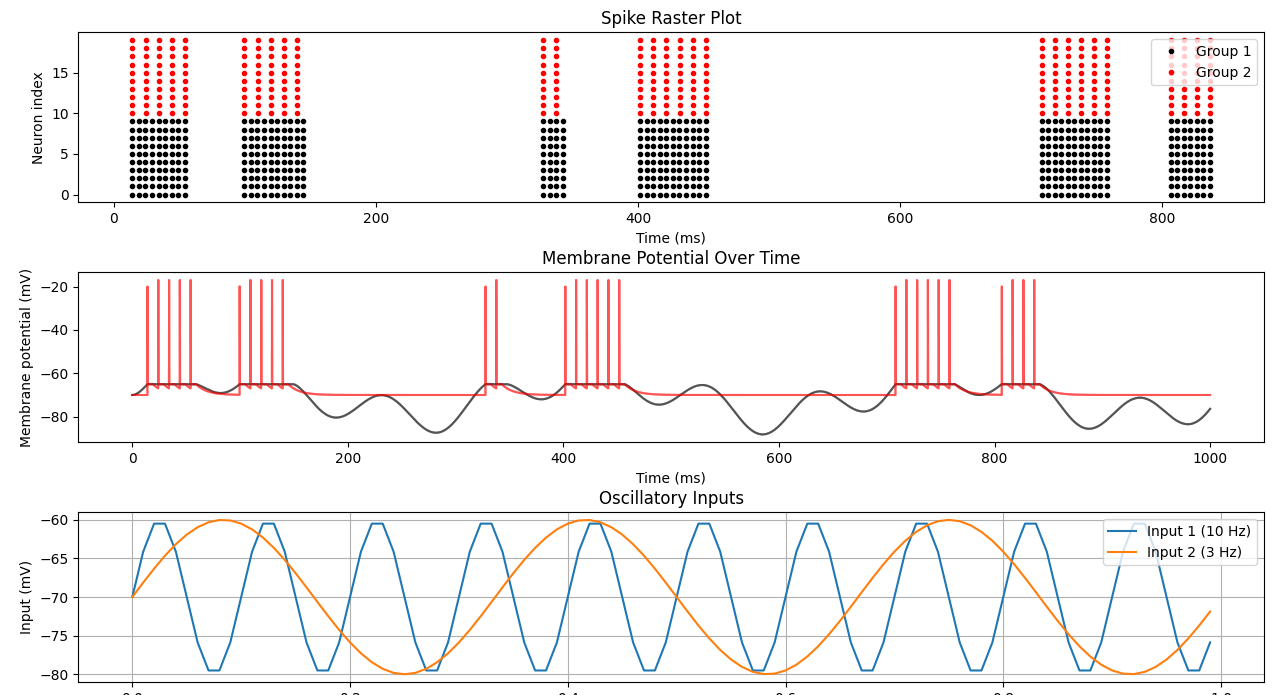 Spike Raster Plot
Neuron index
15
10
5
0
Group 1
Group 2
0 200 400 600 800
Time (ms)
Membrane Potential Over Time
Membrane potential (mV)
−20
−40
−60
−80
0 200 400 600 800 1000
Time (ms)
Oscillatory Inputs
Input (mV)
−60
−65
−70
−75
−80
Input 1 (10 Hz)
Input 2 (3 Hz)